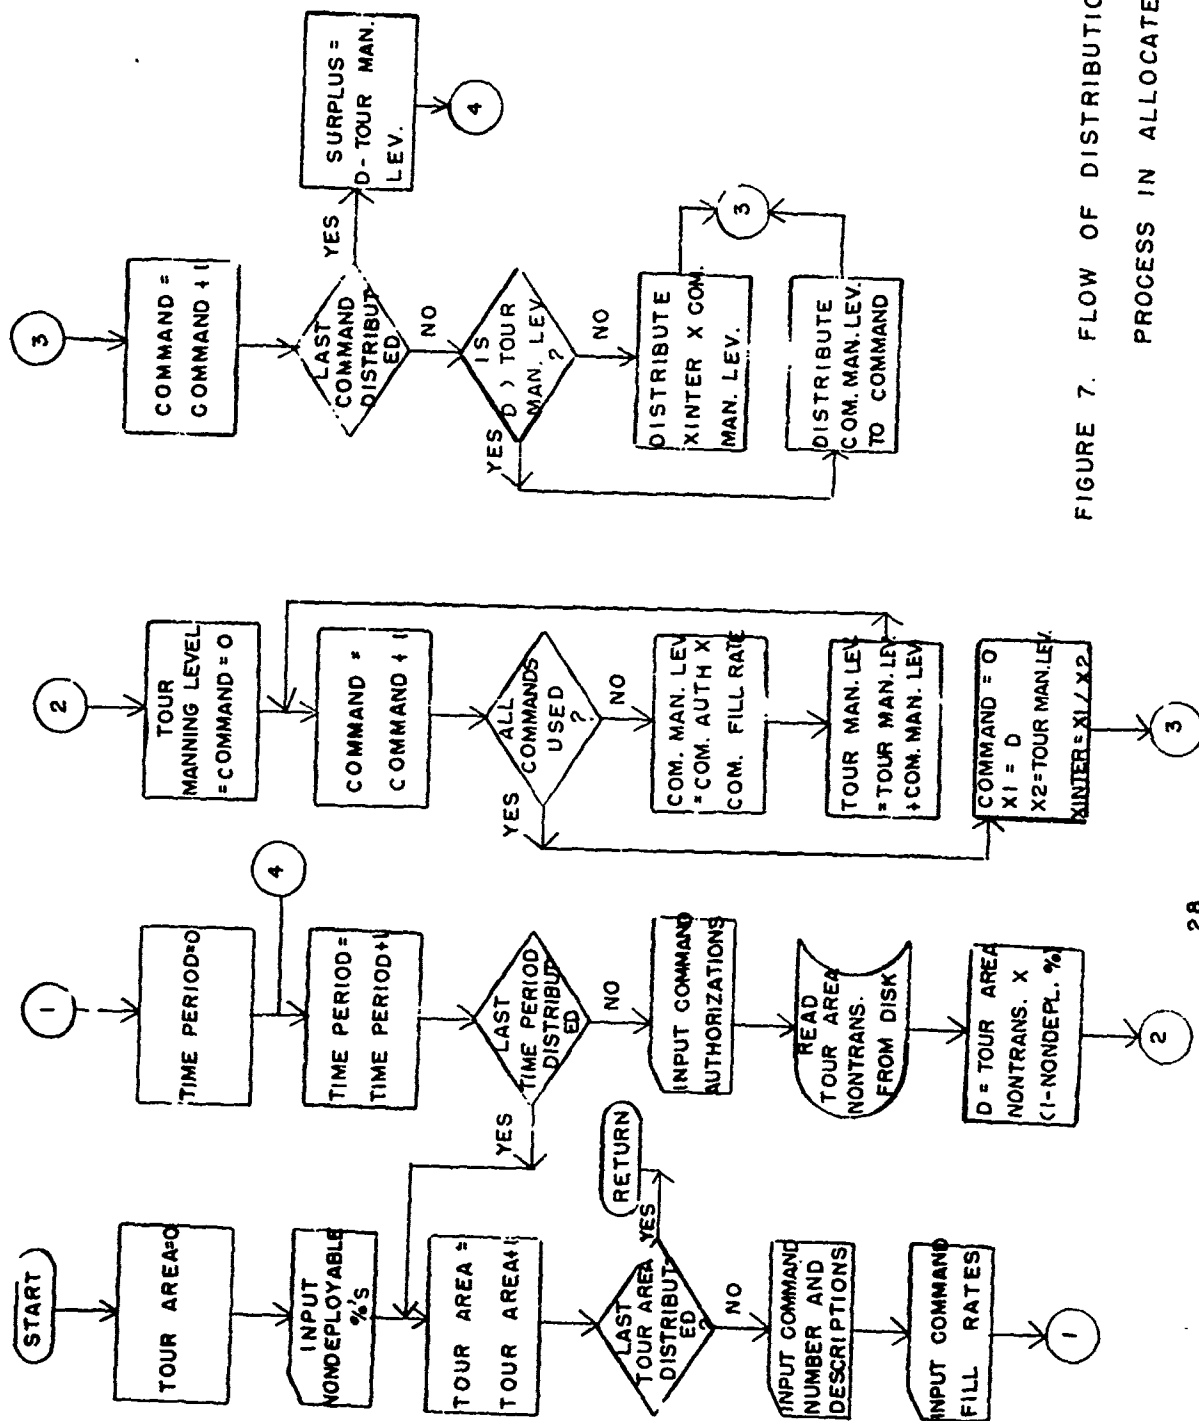 START
TOUR AREA=0
INPUT
NONDEPLOYABLE
%'S
TOUR AREA =
TOUR AREA+1
LAST
TOUR AREA
DISTRIBUT-
ED
?
YES
RETURN
NO
INPUT COMMAND
NUMBER AND
DESCRIPTIONS
INPUT COMMAND
FILL RATES
1
1
TIME PERIOD=0
4
TIME PERIOD=
TIME PERIOD+1
LAST
TIME PERIOD
DISTRIBUT
ED
YES
NO
INPUT COMMAND
AUTHORIZATIONS
READ
TOUR AREA
NONTRANS.
FROM DISK
D = TOUR AREA
NONTRANS. X
(1-NONDEPL. %)
2
2
TOUR
MANNING LEVEL
=COMMAND=0
COMMAND =
COMMAND + 1
ALL
COMMANDS
USED
?
YES
NO
COM. MAN. LEV
= COM. AUTH X
COM. FILL RATE
TOUR MAN. LEV
=TOUR MAN. LEV
+COM. MAN. LEV.
COMMAND = 0
X1 = D
X2=TOUR MAN.LEV.
XINTER = X1/X2
3
3
COMMAND =
COMMAND +1
LAST
COMMAND
DISTRIBUT
ED
YES
SURPLUS =
D-TOUR MAN.
LEV.
4
NO
IS
D > TOUR
MAN. LEV
?
YES
NO
DISTRIBUTE
XINTER X COM.
MAN. LEV.
3
DISTRIBUTE
COM. MAN. LEV.
TO COMMAND
FIGURE 7. FLOW OF DISTRIBUTIO
PROCESS IN ALLOCATE
28